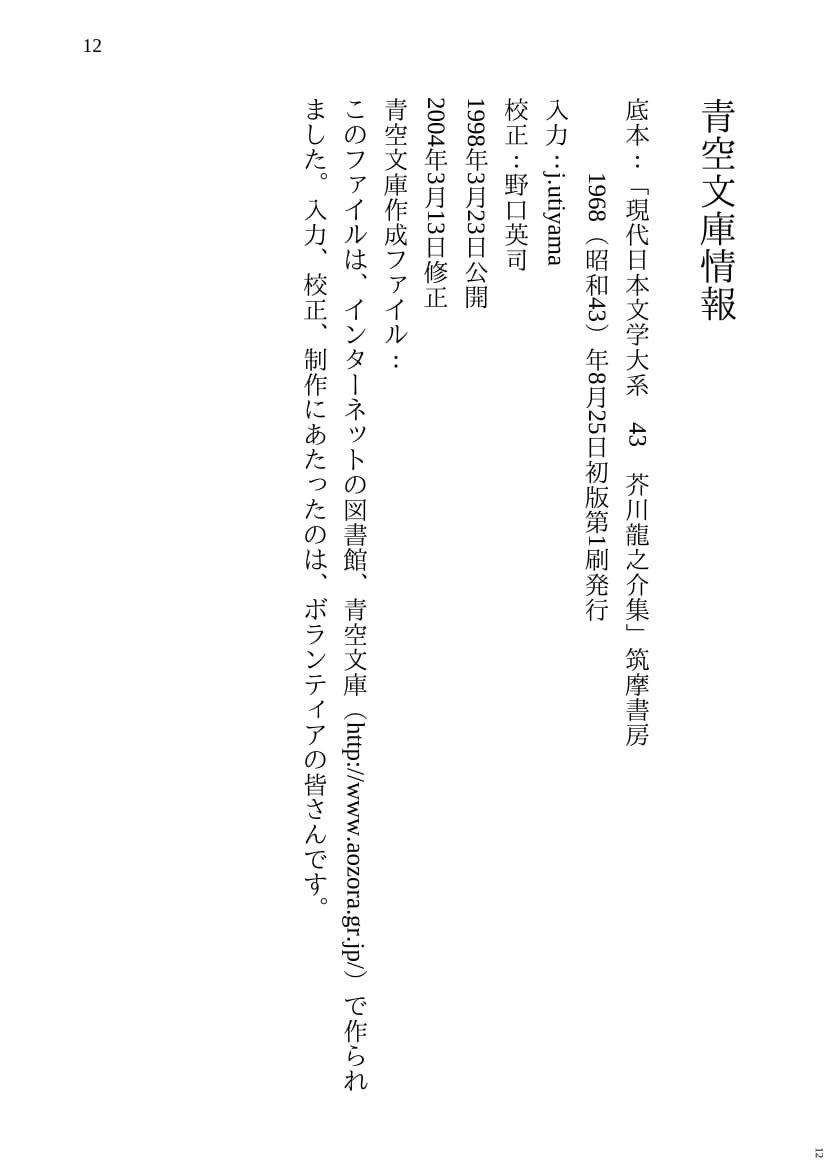 12
青空文庫情報
底本：「現代日本文学大系　43　芥川龍之介集」筑摩書房
1968（昭和43）年8月25日初版第1刷発行
入力：j.utiyama
校正：野口英司
1998年3月23日公開
2004年3月13日修正
青空文庫作成ファイル：
このファイルは、インターネットの図書館、青空文庫（http://www.aozora.gr.jp/）で作られ
ました。入力、校正、制作にあたったのは、ボランティアの皆さんです。
12